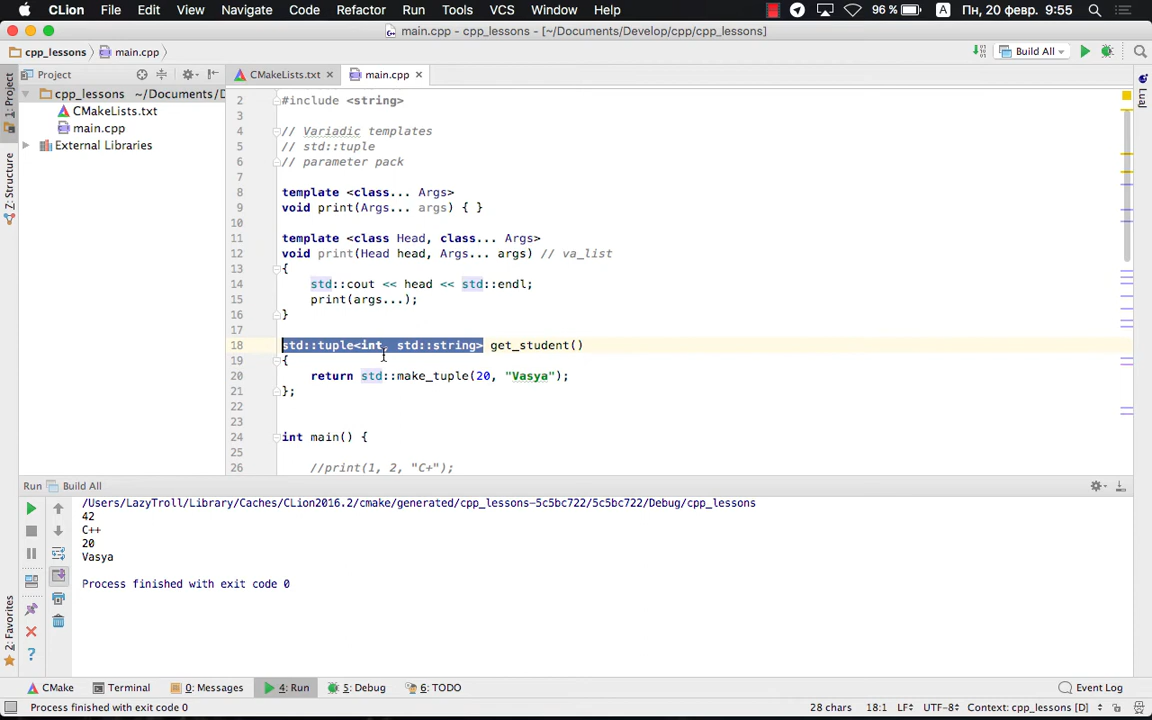 CLion File Edit View Navigate Code Refactor Run Tools VCS Window Help 96 % A Пн, 20 февр. 9:55
main.cpp - cpp_lessons - [~/Documents/Develop/cpp/cpp_lessons]
cpp_lessons main.cpp Build All
Project CMakeLists.txt main.cpp
1: Project
Z: Structure
2: Favorites
Lua
cpp_lessons ~/Documents/D
CMakeLists.txt
main.cpp
External Libraries
2 #include <string>
3
4 // Variadic templates
5 // std::tuple
6 // parameter pack
7
8 template <class... Args>
9 void print(Args... args) { }
10
11 template <class Head, class... Args>
12 void print(Head head, Args... args) // va_list
13 {
14 std::cout << head << std::endl;
15 print(args...);
16 }
17
18 std::tuple<int, std::string> get_student()
19 {
20 return std::make_tuple(20, "Vasya");
21 };
22
23
24 int main() {
25
26 //print(1, 2, "C+");
Run Build All
/Users/LazyTroll/Library/Caches/CLion2016.2/cmake/generated/cpp_lessons-5c5bc722/5c5bc722/Debug/cpp_lessons
42
C++
20
Vasya
Process finished with exit code 0
CMake Terminal 0: Messages 4: Run 5: Debug 6: TODO Event Log
Process finished with exit code 0 28 chars 18:1 LF UTF-8 Context: cpp_lessons [D]